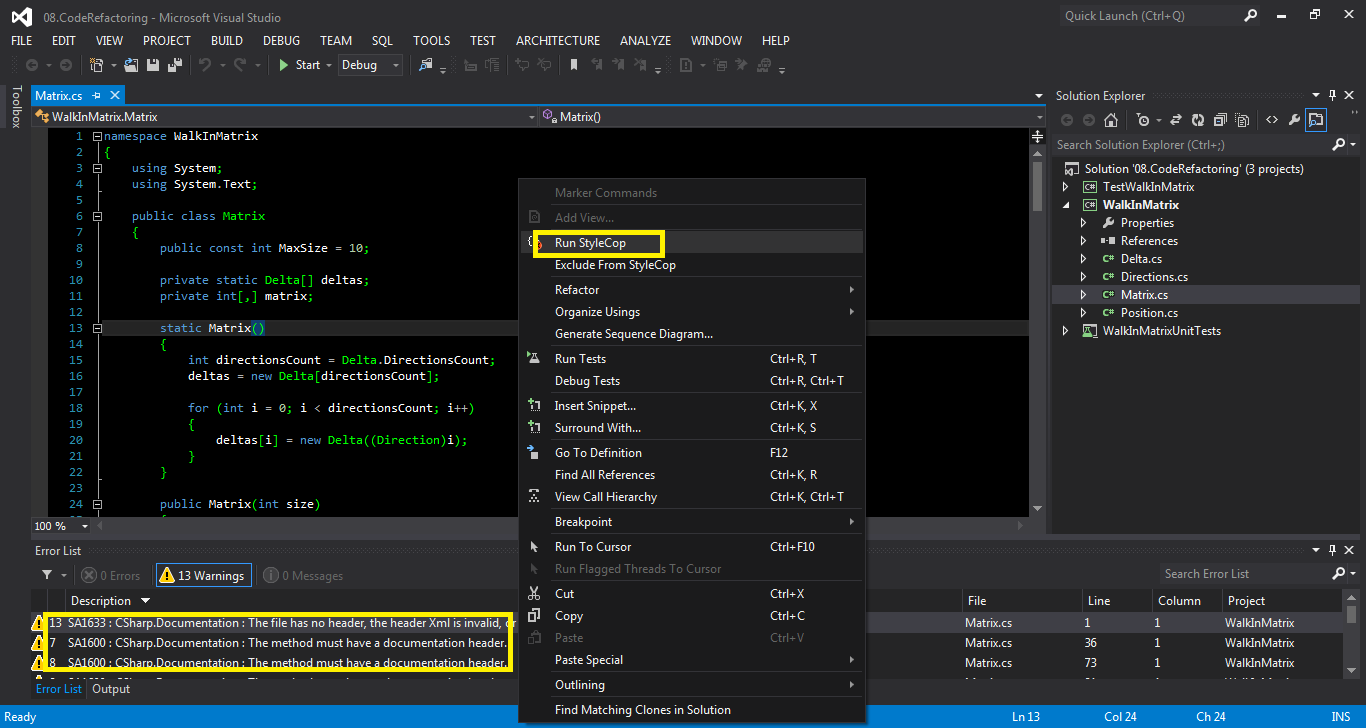 08.CodeRefactoring - Microsoft Visual Studio
Quick Launch (Ctrl+Q)
FILE EDIT VIEW PROJECT BUILD DEBUG TEAM SQL TOOLS TEST ARCHITECTURE ANALYZE WINDOW HELP
Start Debug
Toolbox
Matrix.cs
WalkInMatrix.Matrix Matrix()
1 namespace WalkInMatrix
2 {
3 using System;
4 using System.Text;
5
6 public class Matrix
7 {
8 public const int MaxSize = 10;
9
10 private static Delta[] deltas;
11 private int[,] matrix;
12
13 static Matrix()
14 {
15 int directionsCount = Delta.DirectionsCount;
16 deltas = new Delta[directionsCount];
17
18 for (int i = 0; i < directionsCount; i++)
19 {
20 deltas[i] = new Delta((Direction)i);
21 }
22 }
23
24 public Matrix(int size)
100 %
Marker Commands
Add View...
Run StyleCop
Exclude From StyleCop
Refactor
Organize Usings
Generate Sequence Diagram...
Run Tests Ctrl+R, T
Debug Tests Ctrl+R, Ctrl+T
Insert Snippet... Ctrl+K, X
Surround With... Ctrl+K, S
Go To Definition F12
Find All References Ctrl+K, R
View Call Hierarchy Ctrl+K, Ctrl+T
Breakpoint
Run To Cursor Ctrl+F10
Run Flagged Threads To Cursor
Cut Ctrl+X
Copy Ctrl+C
Paste Ctrl+V
Paste Special
Outlining
Find Matching Clones in Solution
Solution Explorer
Search Solution Explorer (Ctrl+;)
Solution '08.CodeRefactoring' (3 projects)
TestWalkInMatrix
WalkInMatrix
Properties
References
Delta.cs
Directions.cs
Matrix.cs
Position.cs
WalkInMatrixUnitTests
Error List
0 Errors 13 Warnings 0 Messages
Search Error List
Description File Line Column Project
13 SA1633 : CSharp.Documentation : The file has no header, the header Xml is invalid, or Matrix.cs 1 1 WalkInMatrix
7 SA1600 : CSharp.Documentation : The method must have a documentation header. Matrix.cs 36 1 WalkInMatrix
8 SA1600 : CSharp.Documentation : The method must have a documentation header. Matrix.cs 73 1 WalkInMatrix
Error List Output
Ready Ln 13 Col 24 Ch 24 INS